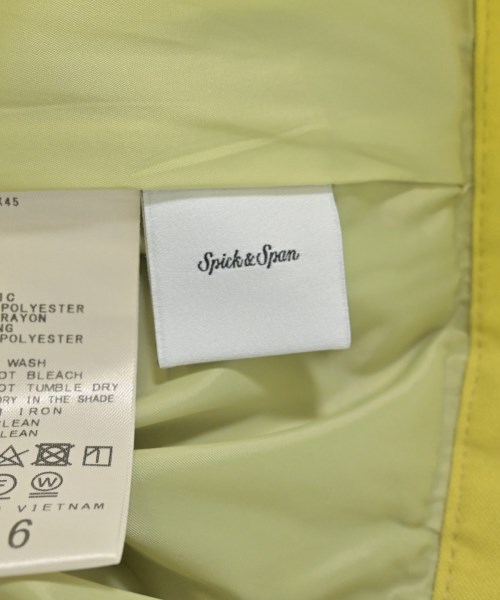 45
IC
POLYESTER
RAYON
NG
POLYESTER
WASH
OT BLEACH
OT TUMBLE DRY
RY IN THE SHADE
IRON
CLEAN
LEAN
W
VIETNAM
6
Spick&Span